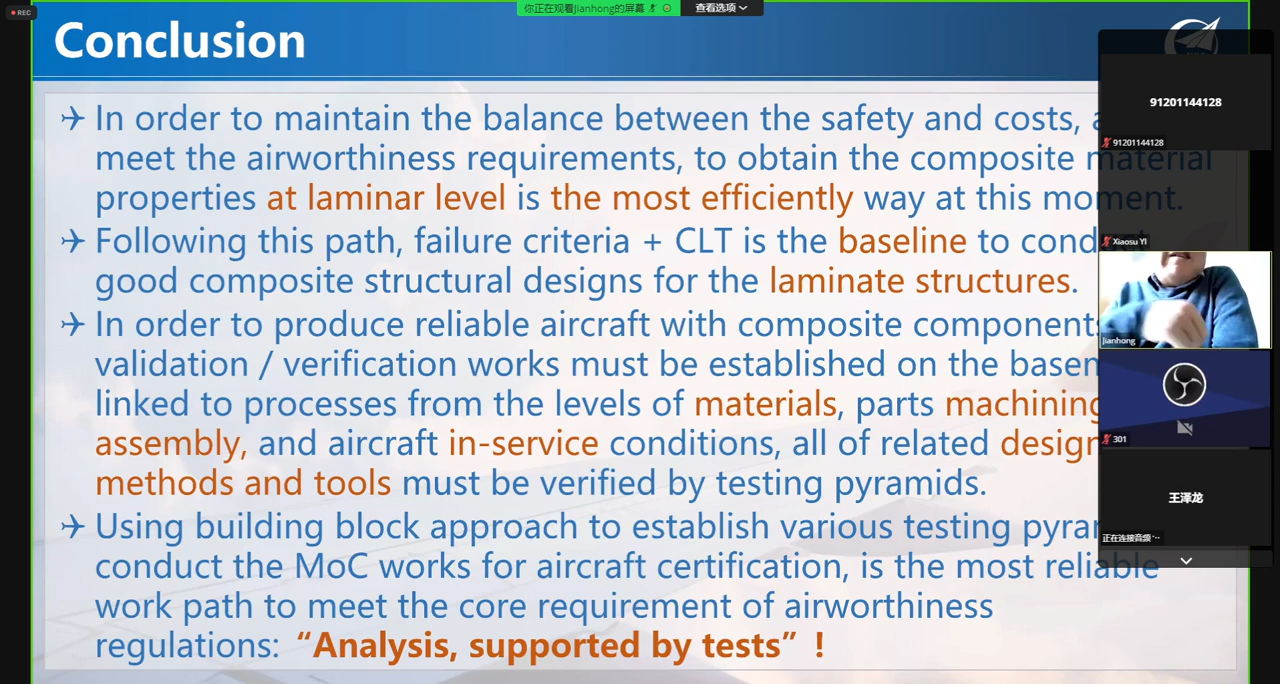 REC
你正在观看Jianhong的屏幕
查看选项
Conclusion
In order to maintain the balance between the safety and costs,
meet the airworthiness requirements, to obtain the composite material
properties at laminar level is the most efficiently way at this moment.
Following this path, failure criteria + CLT is the baseline to
good composite structural designs for the laminate structures.
In order to produce reliable aircraft with composite
validation / verification works must be established on the
linked to processes from the levels of materials, parts machining
assembly, and aircraft in-service conditions, all of related design
methods and tools must be verified by testing pyramids.
Using building block approach to establish various testing
conduct the MoC works for aircraft certification, is the most reliable
work path to meet the core requirement of airworthiness
regulations: “Analysis, supported by tests” !
91201144128
91201144128
Xiaosu YI
Jianhong
301
王泽龙
正在连接音频···